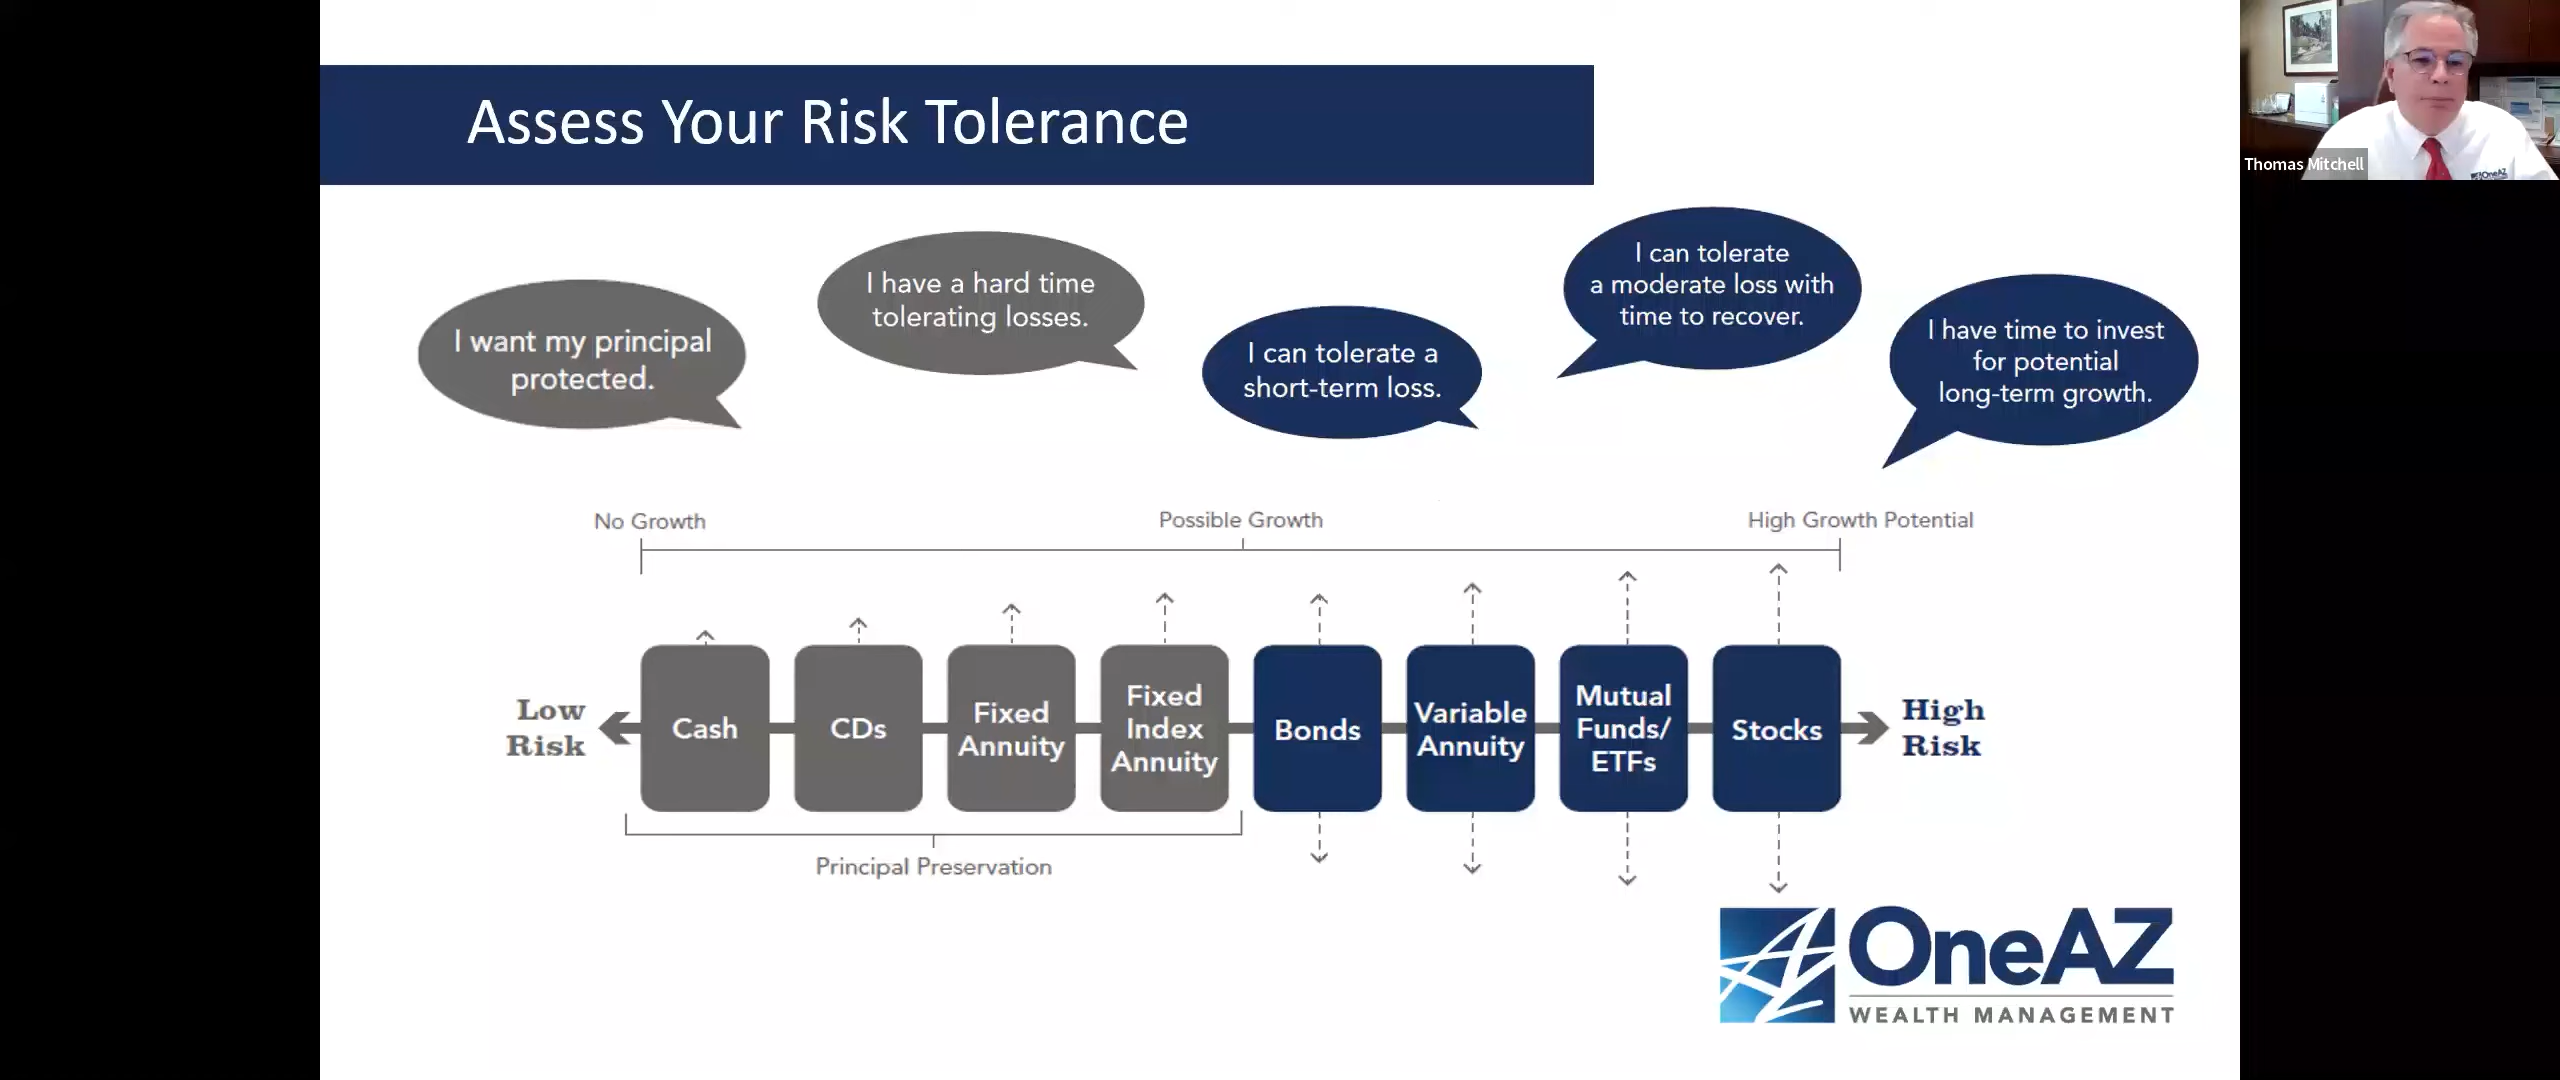 Assess Your Risk Tolerance
Thomas Mitchell
OneAZ
I want my principal
protected.
I have a hard time
tolerating losses.
I can tolerate a
short-term loss.
I can tolerate
a moderate loss with
time to recover.
I have time to invest
for potential
long-term growth.
No Growth
Possible Growth
High Growth Potential
Low
Risk
Cash
CDs
Fixed
Annuity
Fixed
Index
Annuity
Bonds
Variable
Annuity
Mutual
Funds/
ETFs
Stocks
High
Risk
Principal Preservation
OneAZ
WEALTH MANAGEMENT